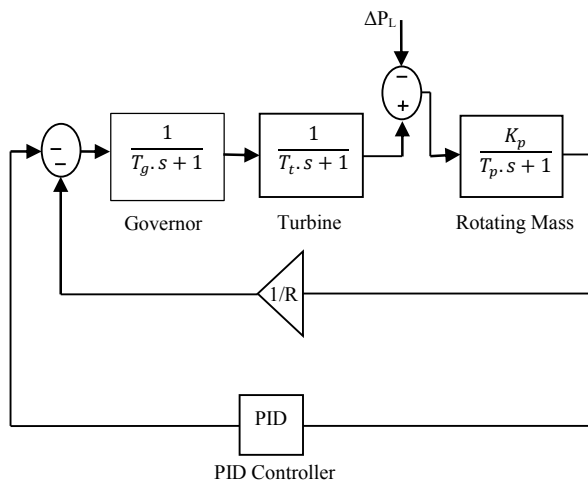 ΔP_L
−
+
−
−
1
T_g.s + 1
1
T_t.s + 1
K_p
T_p.s + 1
Governor
Turbine
Rotating Mass
1/R
PID
PID Controller